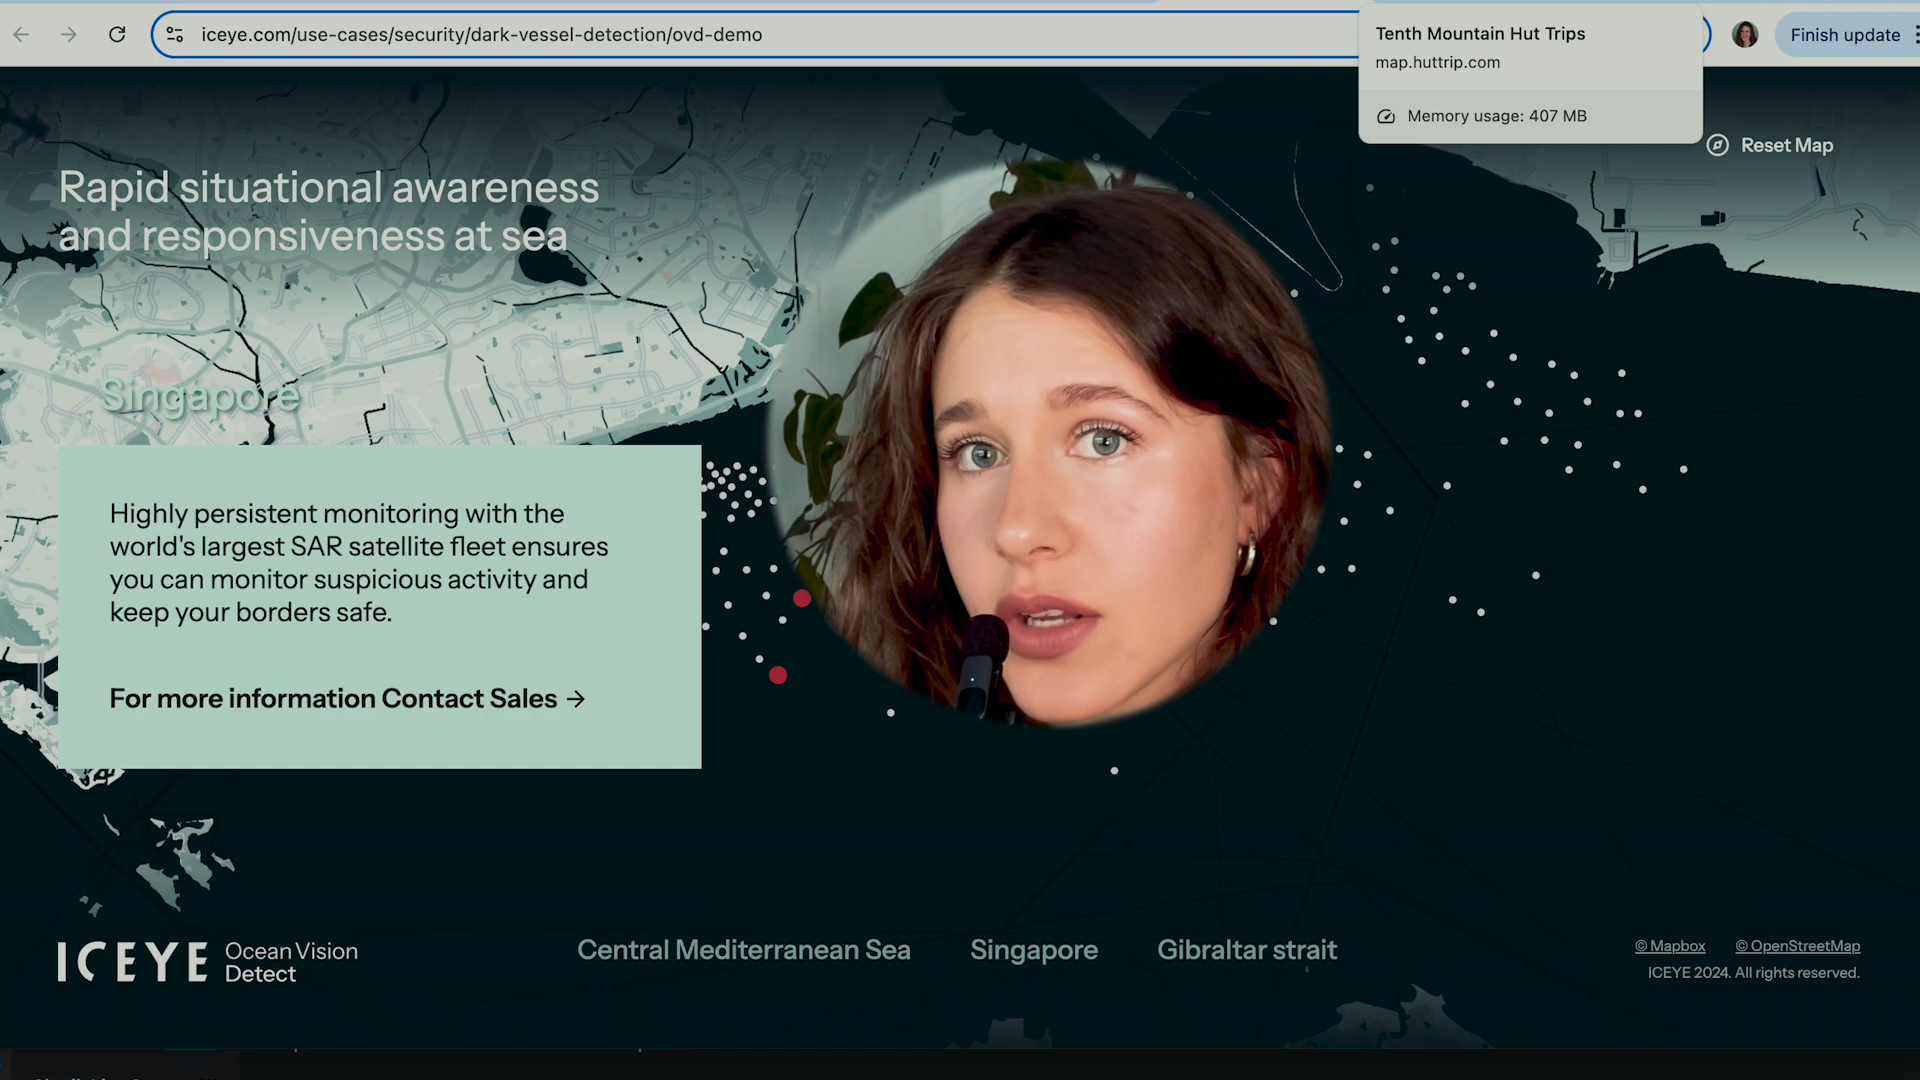 iceye.com/use-cases/security/dark-vessel-detection/ovd-demo
Tenth Mountain Hut Trips
map.huttrip.com
Memory usage: 407 MB
Finish update
Reset Map
Rapid situational awareness
and responsiveness at sea
Singapore
Highly persistent monitoring with the
world's largest SAR satellite fleet ensures
you can monitor suspicious activity and
keep your borders safe.
For more information Contact Sales →
ICEYE
Ocean Vision
Detect
Central Mediterranean Sea
Singapore
Gibraltar strait
© Mapbox
© OpenStreetMap
ICEYE 2024. All rights reserved.